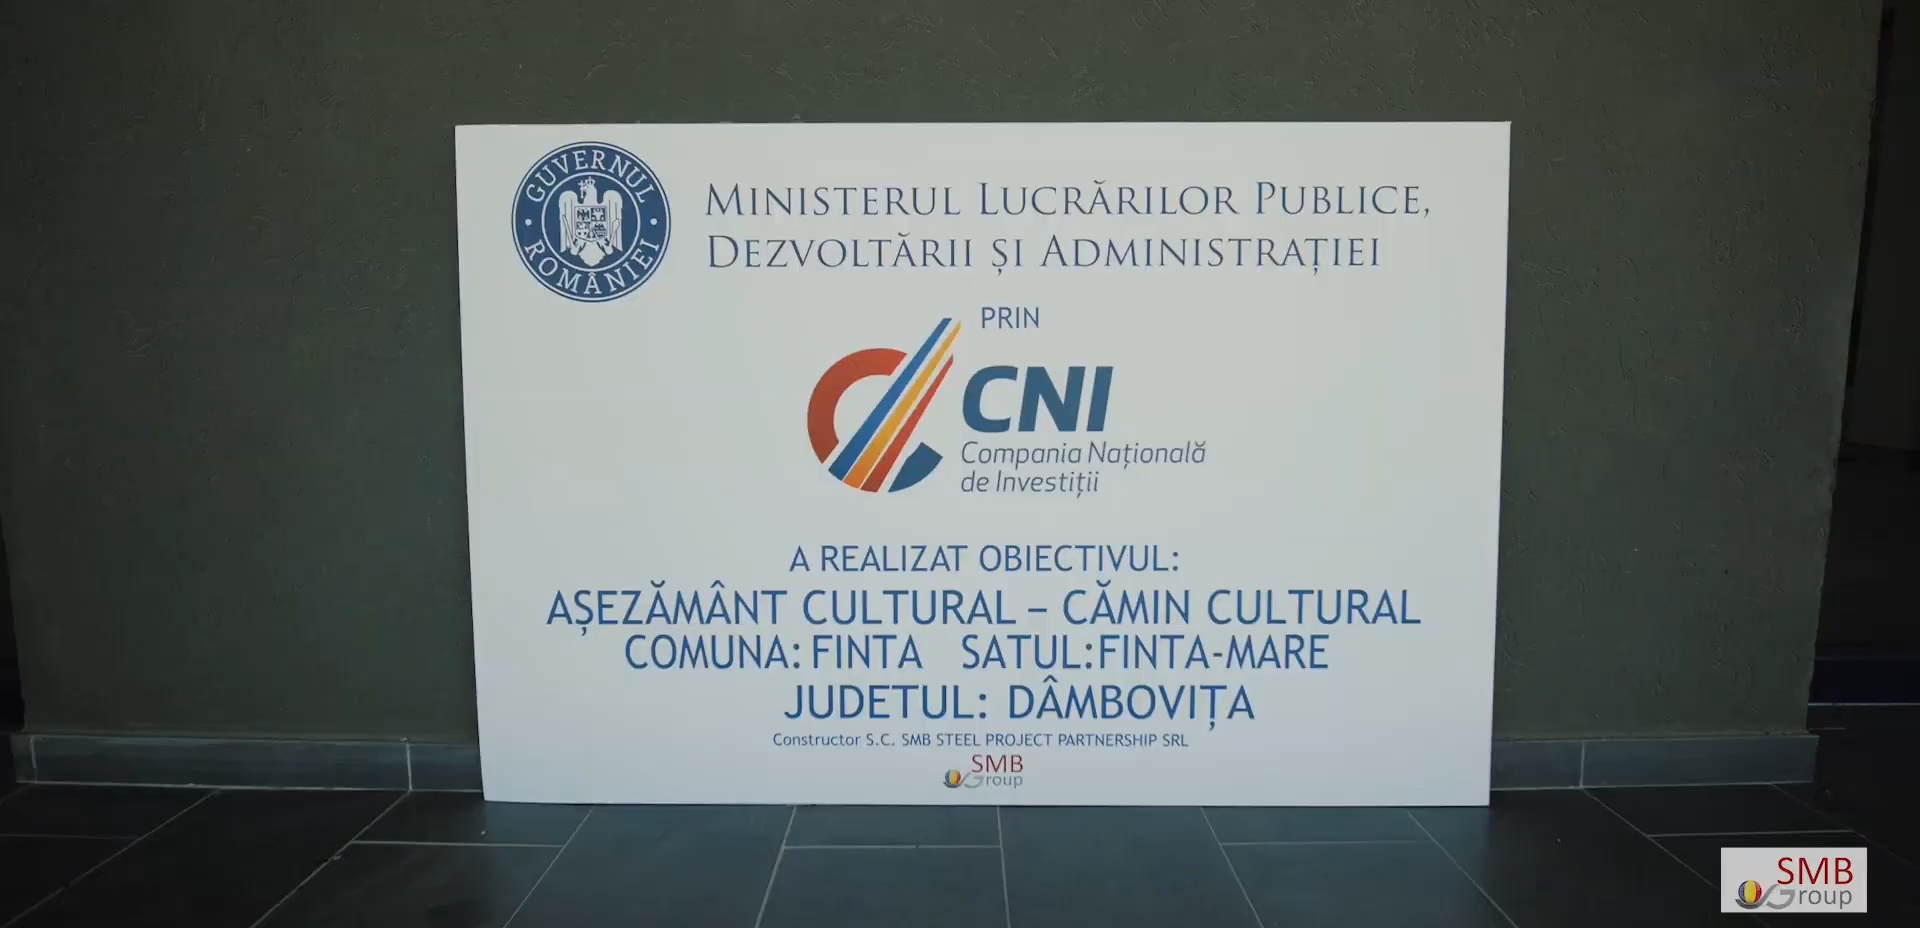 GUVERNUL
ROMÂNIEI
MINISTERUL LUCRĂRILOR PUBLICE,
DEZVOLTĂRII ȘI ADMINISTRAȚIEI
PRIN
CNI
Compania Națională
de Investiții
A REALIZAT OBIECTIVUL:
AȘEZĂMÂNT CULTURAL – CĂMIN CULTURAL
COMUNA: FINTA SATUL:FINTA-MARE
JUDETUL: DÂMBOVIȚA
Constructor S.C. SMB STEEL PROJECT PARTNERSHIP SRL
SMB
Group
SMB
Group